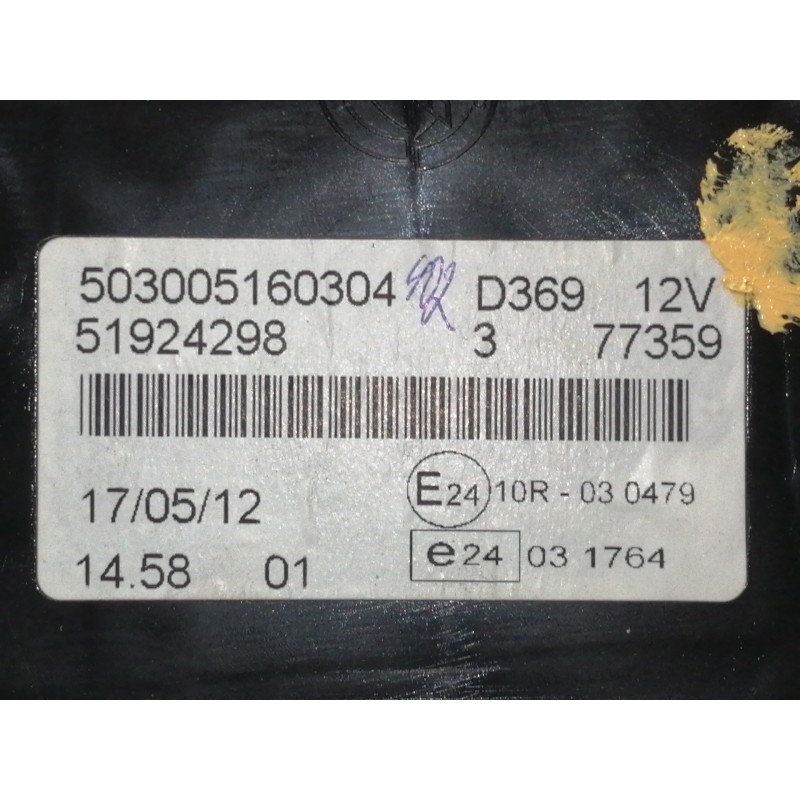 503005160304 D369 12V
51924298 3 77359
17/05/12 E24 10R - 03 0479
14.58 01 e24 03 1764